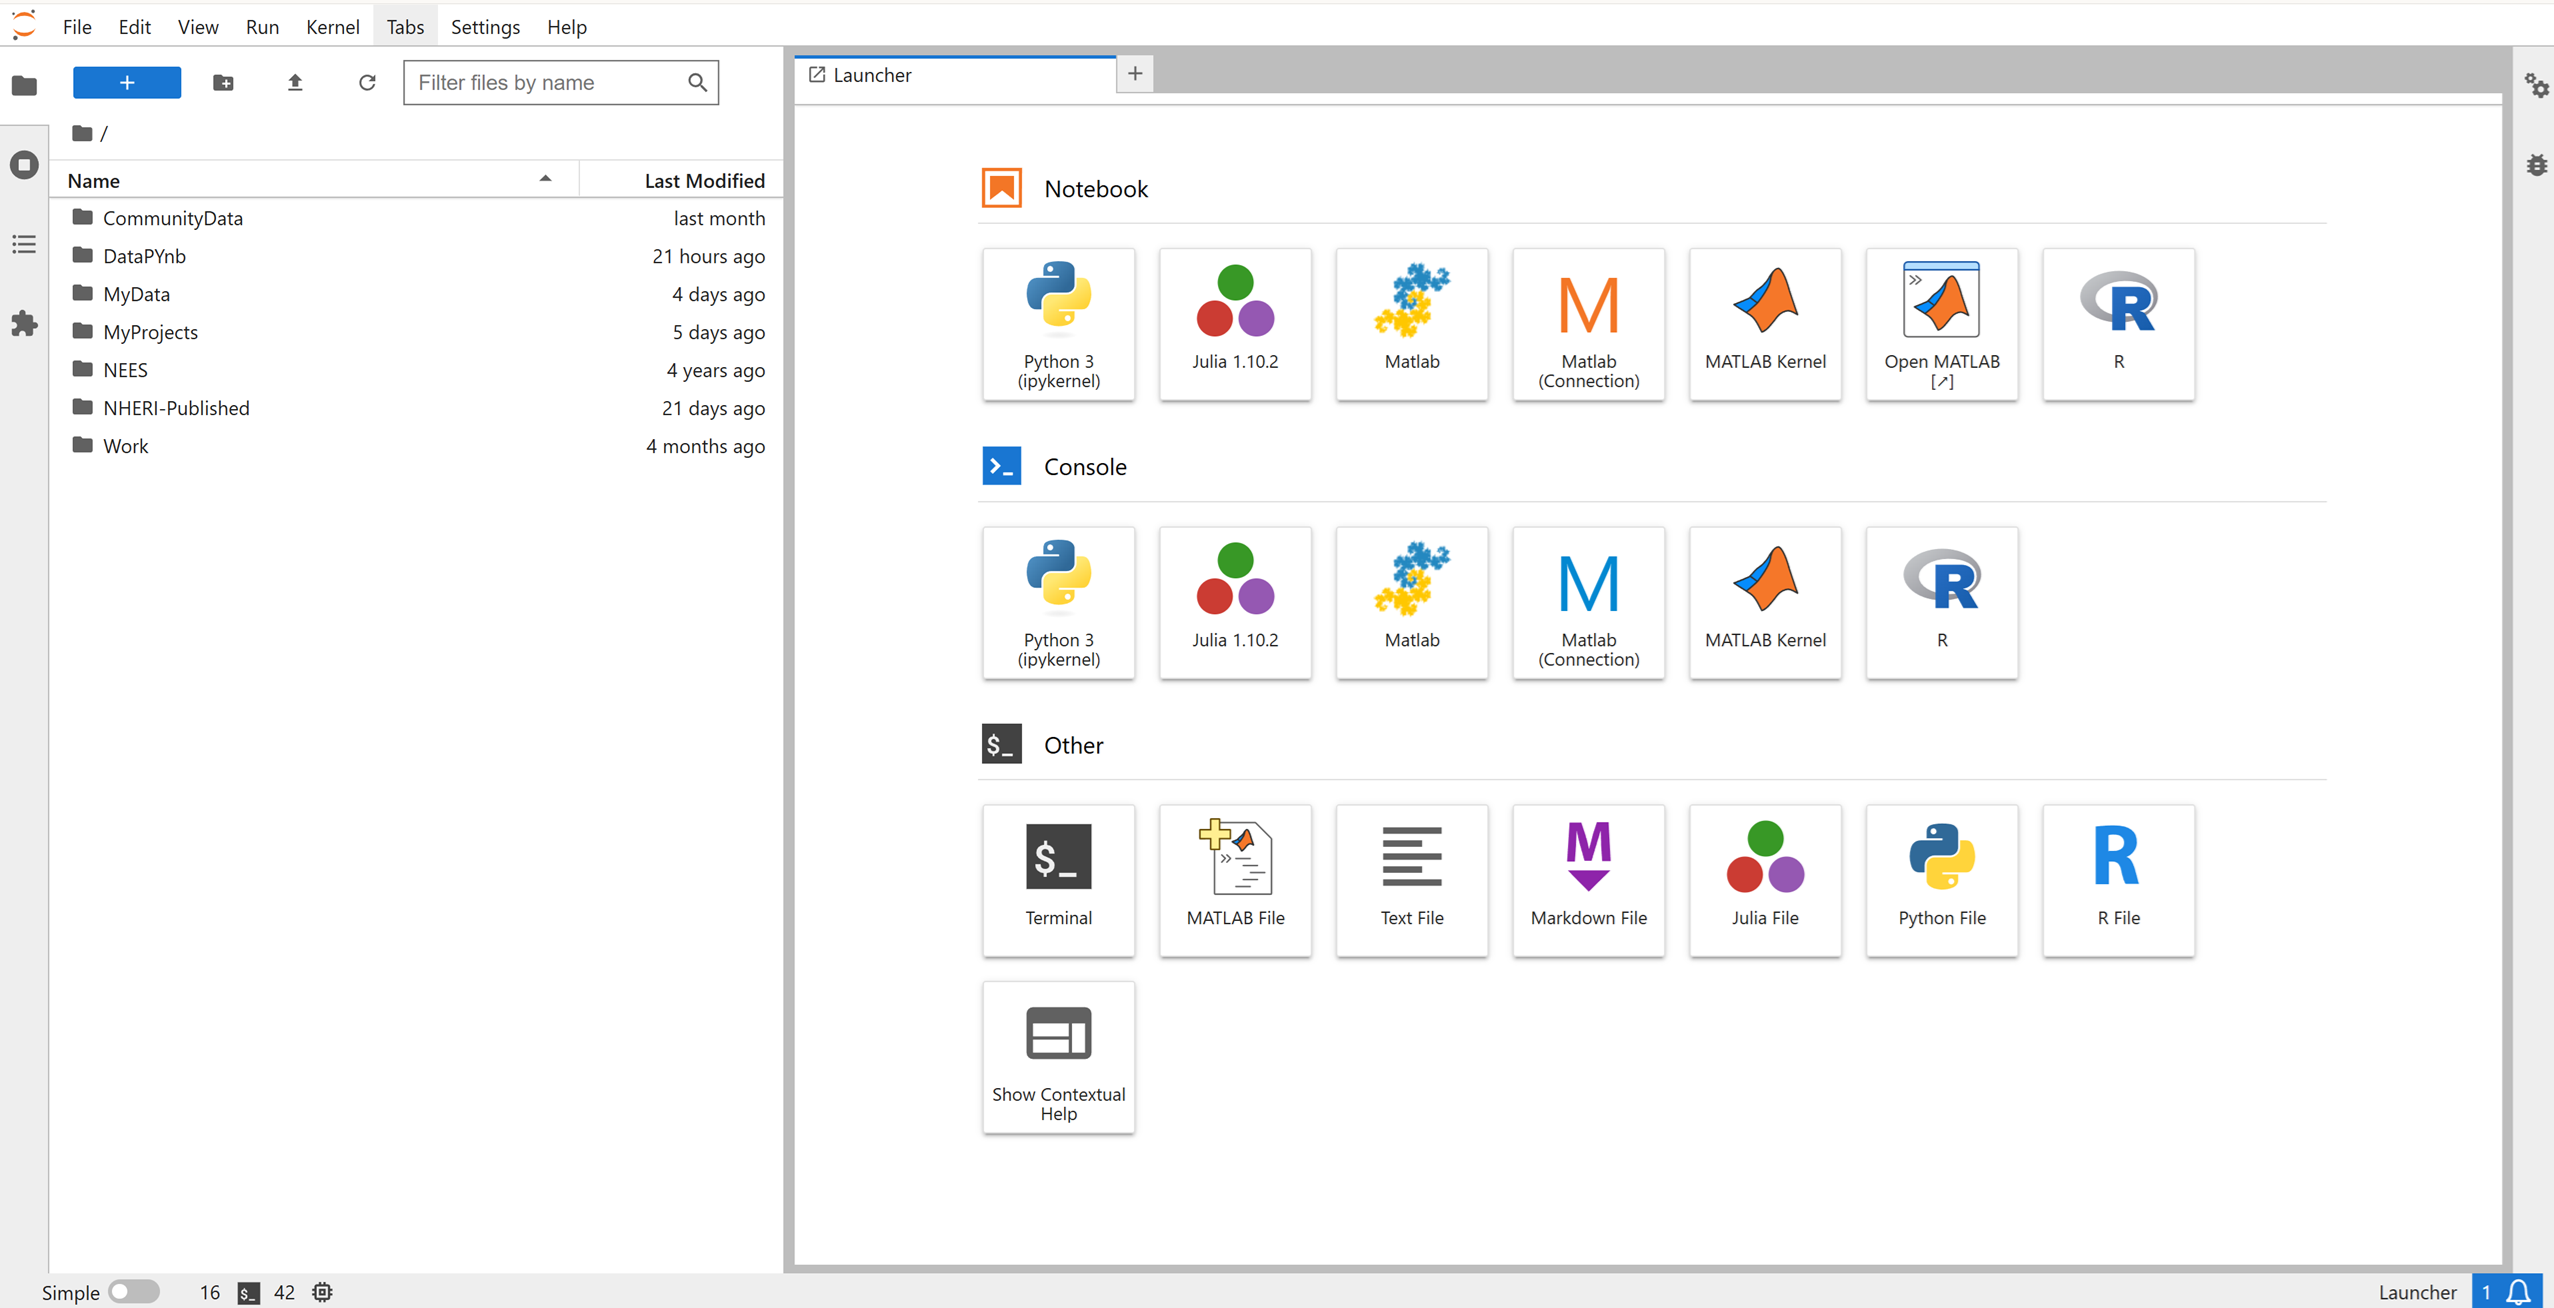 File Edit View Run Kernel Tabs Settings Help
+ Filter files by name
Launcher +
/
Name Last Modified
CommunityData last month
DataPYnb 21 hours ago
MyData 4 days ago
MyProjects 5 days ago
NEES 4 years ago
NHERI-Published 21 days ago
Work 4 months ago
Notebook
Python 3
(ipykernel)
Julia 1.10.2
Matlab
Matlab
(Connection)
MATLAB Kernel
Open MATLAB
[↗]
R
Console
Python 3
(ipykernel)
Julia 1.10.2
Matlab
Matlab
(Connection)
MATLAB Kernel
R
$_ Other
$_
Terminal
MATLAB File
Text File
M
Markdown File
Julia File
Python File
R
R File
Show Contextual
Help
Simple 16 $_ 42 Launcher 1